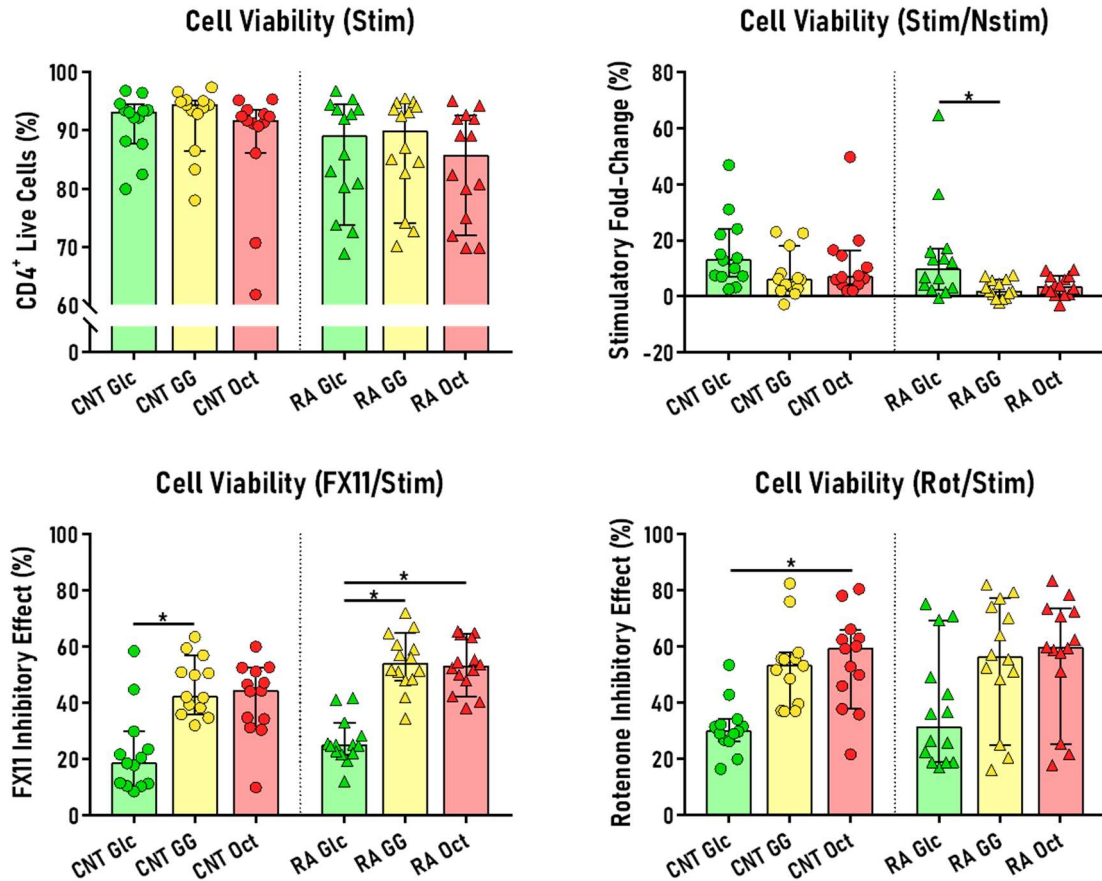 Cell Viability (Stim)
CD4⁺ Live Cells (%)
100
90
80
70
60
0
CNT Glc
CNT GG
CNT Oct
RA Glc
RA GG
RA Oct
Cell Viability (Stim/Nstim)
Stimulatory Fold-Change (%)
80
60
40
20
0
-20
*
CNT Glc
CNT GG
CNT Oct
RA Glc
RA GG
RA Oct
Cell Viability (FX11/Stim)
FX11 Inhibitory Effect (%)
100
80
60
40
20
0
*
*
*
CNT Glc
CNT GG
CNT Oct
RA Glc
RA GG
RA Oct
Cell Viability (Rot/Stim)
Rotenone Inhibitory Effect (%)
100
80
60
40
20
0
*
CNT Glc
CNT GG
CNT Oct
RA Glc
RA GG
RA Oct